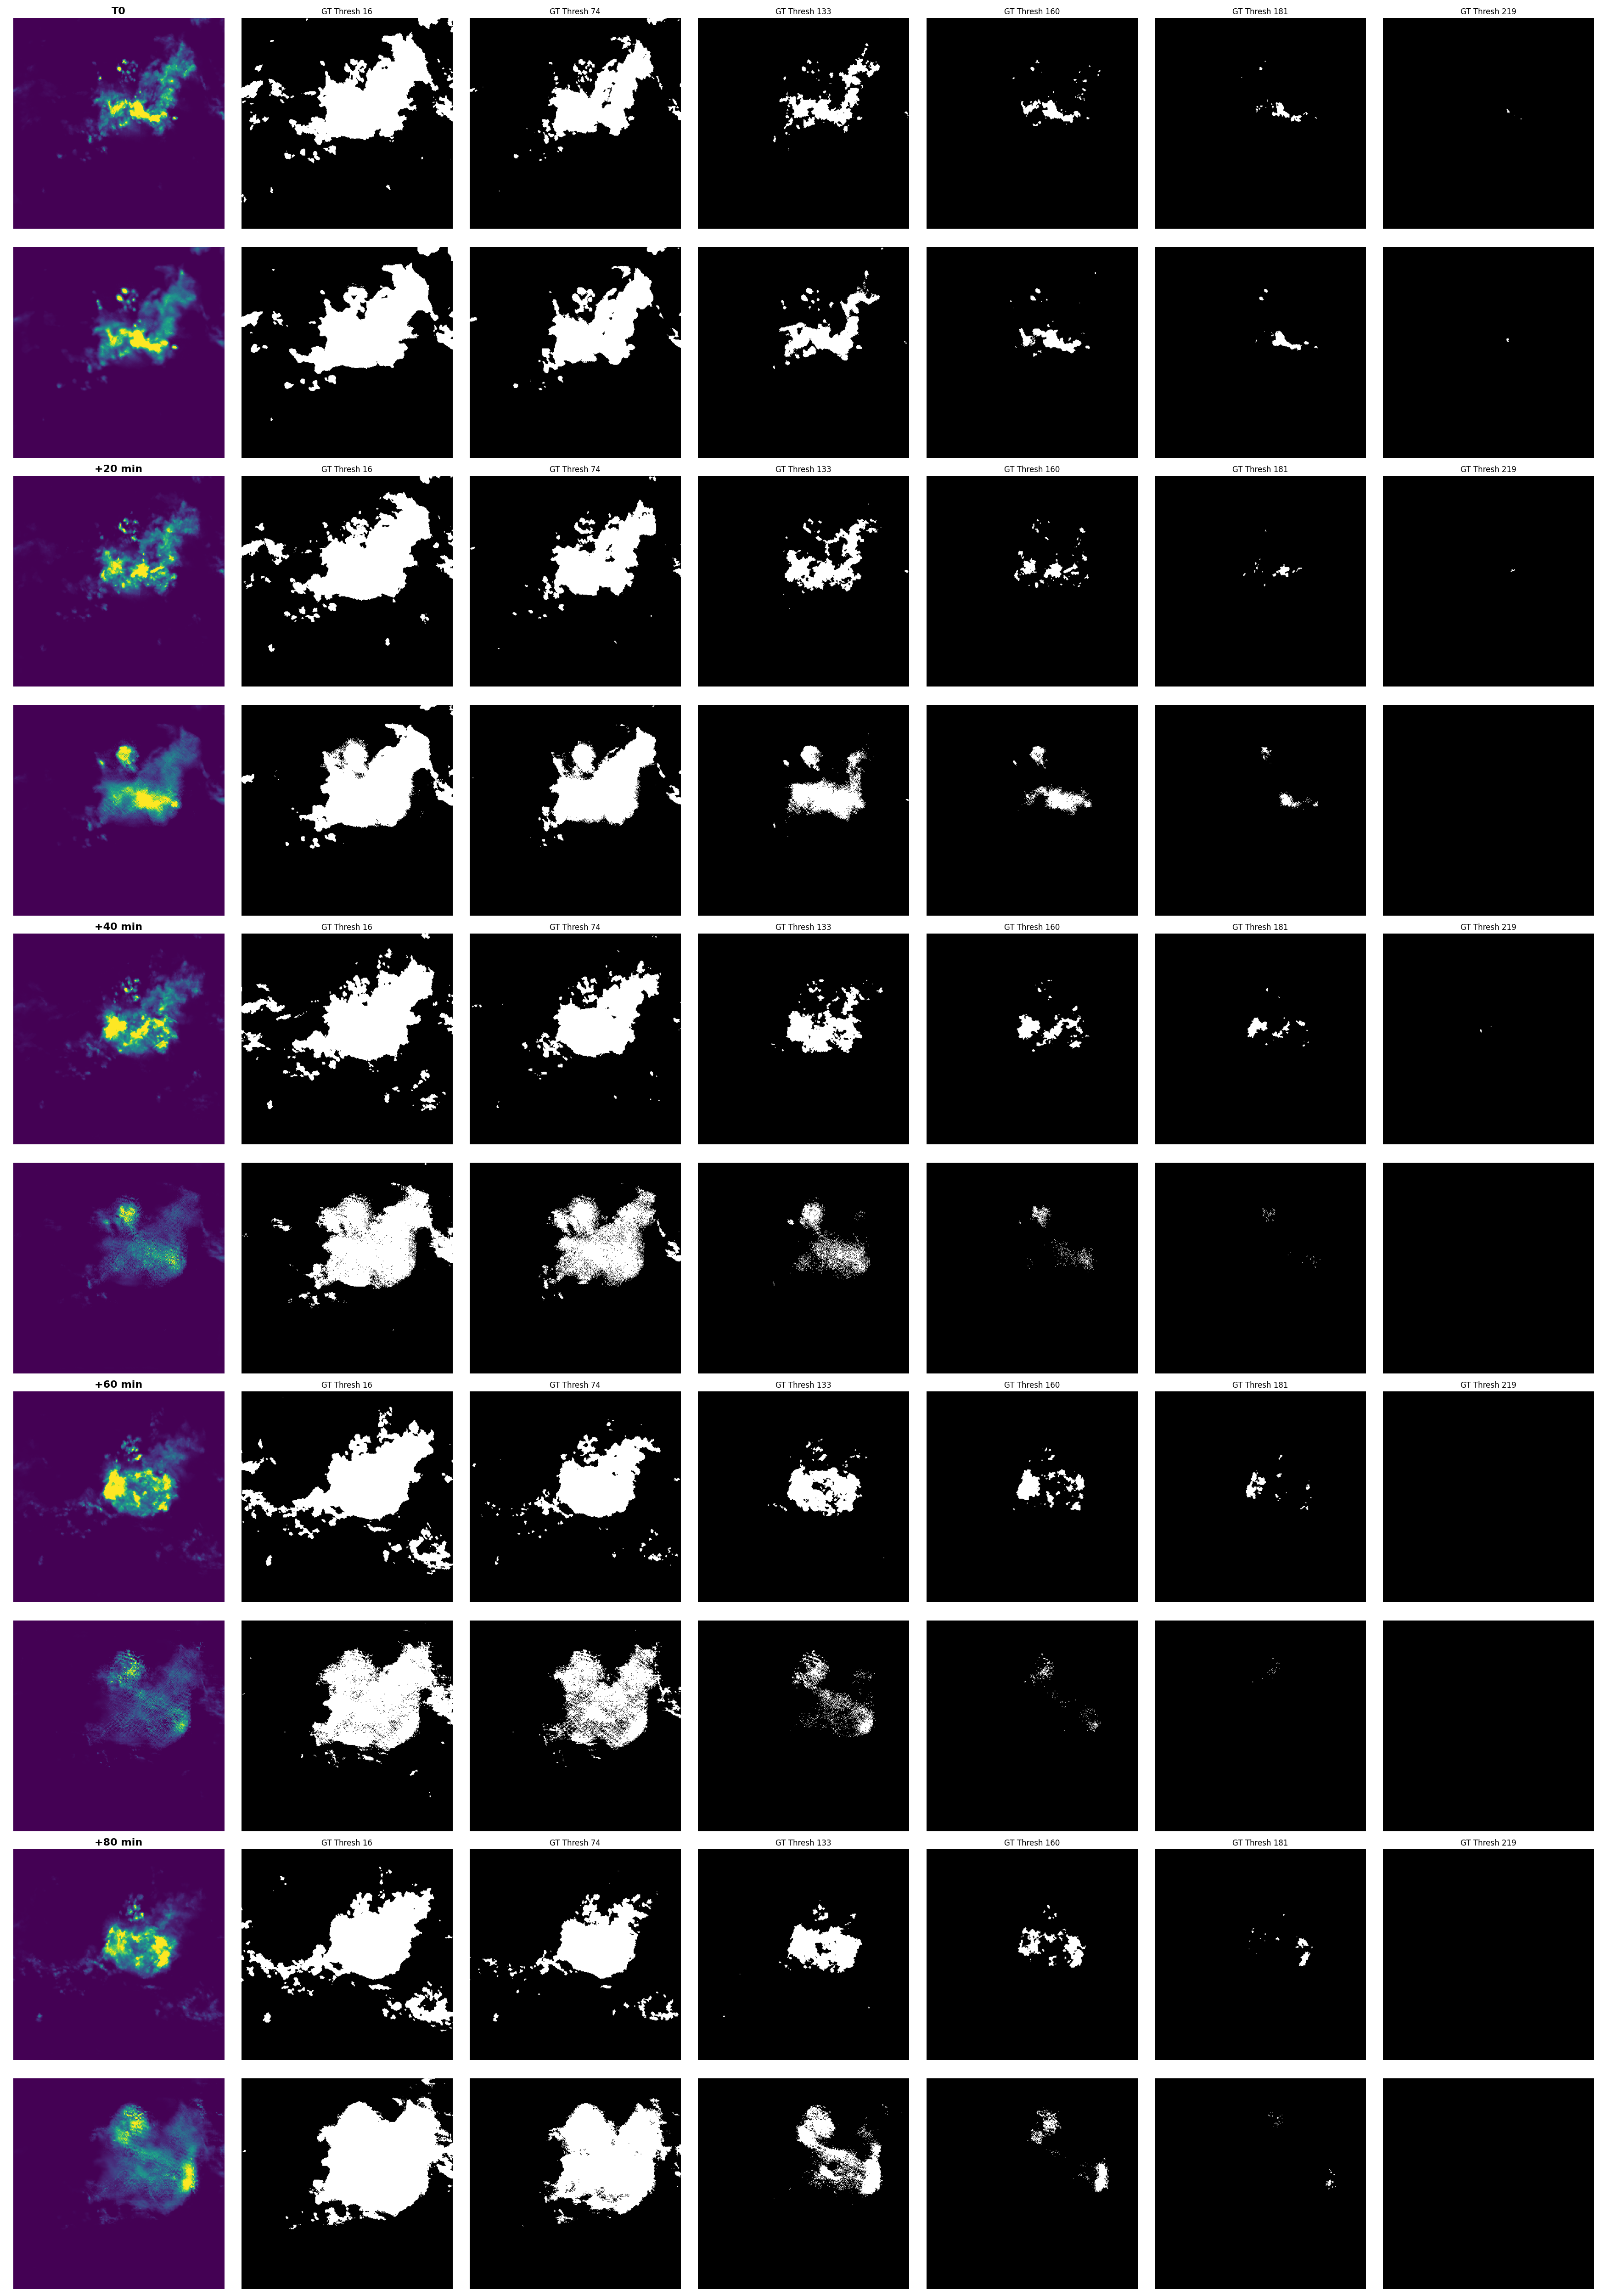 T0 GT Thresh 16 GT Thresh 74 GT Thresh 133 GT Thresh 160 GT Thresh 181 GT Thresh 219
+20 min GT Thresh 16 GT Thresh 74 GT Thresh 133 GT Thresh 160 GT Thresh 181 GT Thresh 219
+40 min GT Thresh 16 GT Thresh 74 GT Thresh 133 GT Thresh 160 GT Thresh 181 GT Thresh 219
+60 min GT Thresh 16 GT Thresh 74 GT Thresh 133 GT Thresh 160 GT Thresh 181 GT Thresh 219
+80 min GT Thresh 16 GT Thresh 74 GT Thresh 133 GT Thresh 160 GT Thresh 181 GT Thresh 219